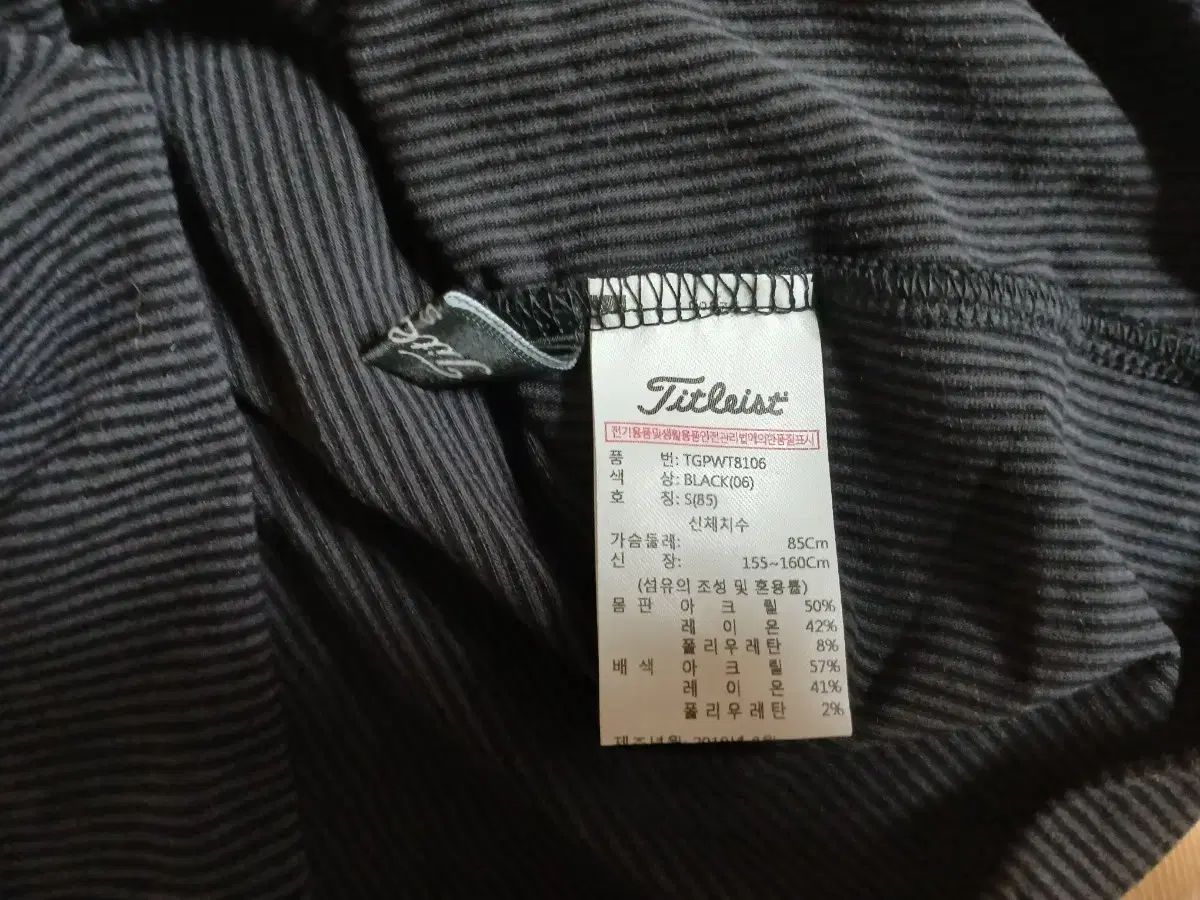 Titleist
전기용품및생활용품안전관리법에의한품질표시
품 번: TGPWT8106
색 상: BLACK(06)
호 칭: S(85)
신체치수
가슴둘레: 85Cm
신 장: 155~160Cm
(섬유의 조성 및 혼용률)
몸 판 아 크 릴 50%
레 이 온 42%
폴 리 우 레 탄 8%
배 색 아 크 릴 57%
레 이 온 41%
폴 리 우 레 탄 2%